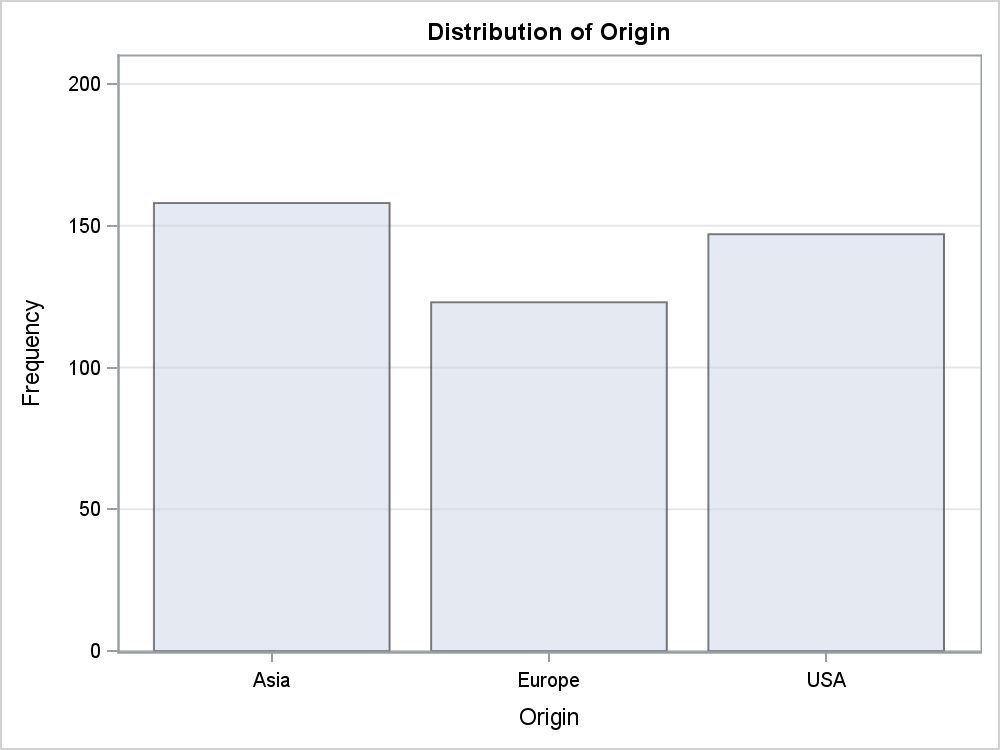 Distribution of Origin
200
150
100
50
0
Frequency
Asia
Europe
USA
Origin